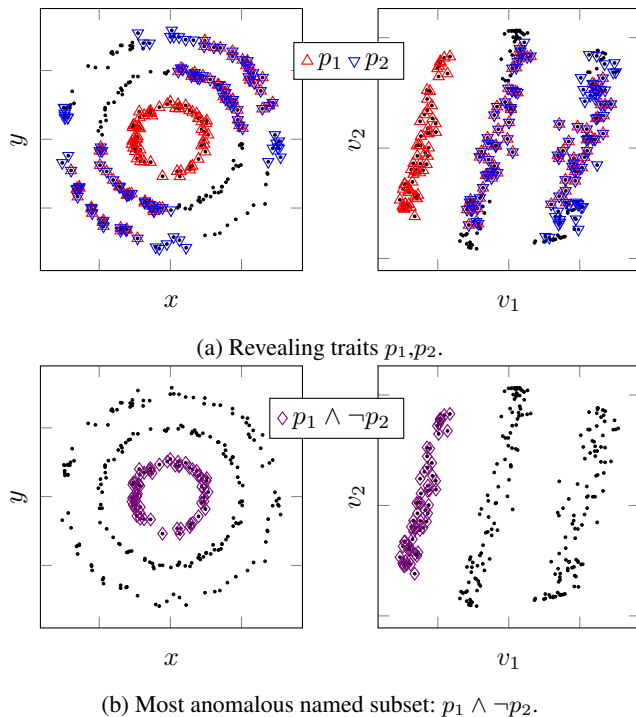 p₁ p₂
y
v₂
x
v₁
(a) Revealing traits p₁,p₂.
p₁ ∧ ¬p₂
y
v₂
x
v₁
(b) Most anomalous named subset: p₁ ∧ ¬p₂.